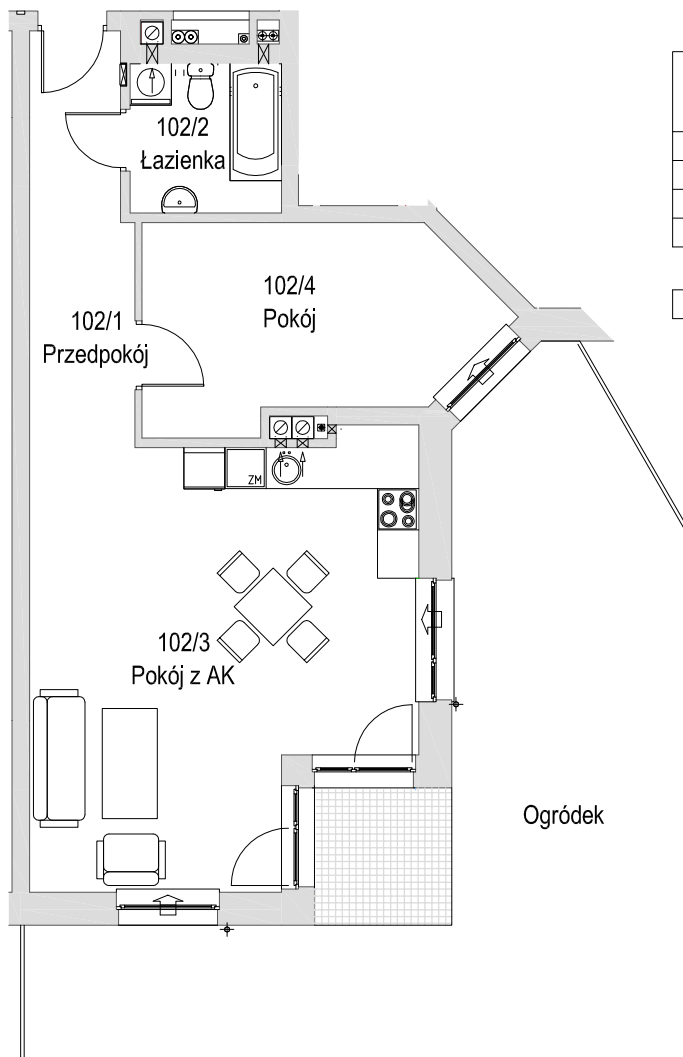 102/2
Łazienka
102/4
Pokój
102/1
Przedpokój
ZM
102/3
Pokój z AK
Ogródek